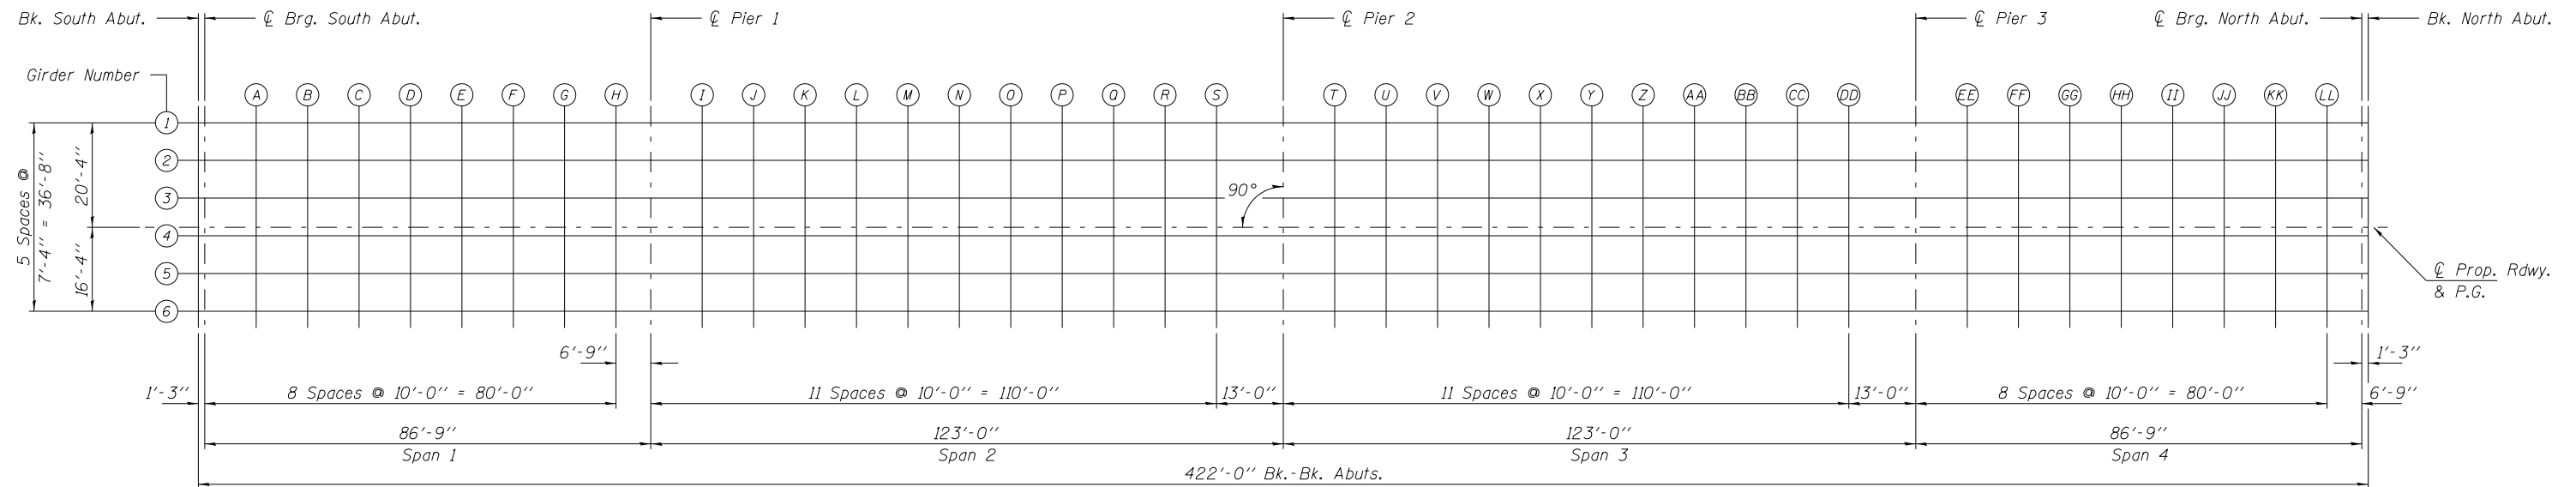 Bk. South Abut.
℄ Brg. South Abut.
℄ Pier 1
℄ Pier 2
℄ Pier 3
℄ Brg. North Abut.
Bk. North Abut.
Girder Number
A B C D E F G H I J K L M N O P Q R S T U V W X Y Z AA BB CC DD EE FF GG HH II JJ KK LL
1
2
3
4
5
6
5 Spaces @
7'-4" = 36'-8"
20'-4"
16'-4"
90°
℄ Prop. Rdwy.
& P.G.
6'-9"
1'-3"
1'-3"
8 Spaces @ 10'-0" = 80'-0"
11 Spaces @ 10'-0" = 110'-0"
13'-0"
11 Spaces @ 10'-0" = 110'-0"
13'-0"
8 Spaces @ 10'-0" = 80'-0"
6'-9"
86'-9"
123'-0"
123'-0"
86'-9"
Span 1
Span 2
Span 3
Span 4
422'-0" Bk.-Bk. Abuts.